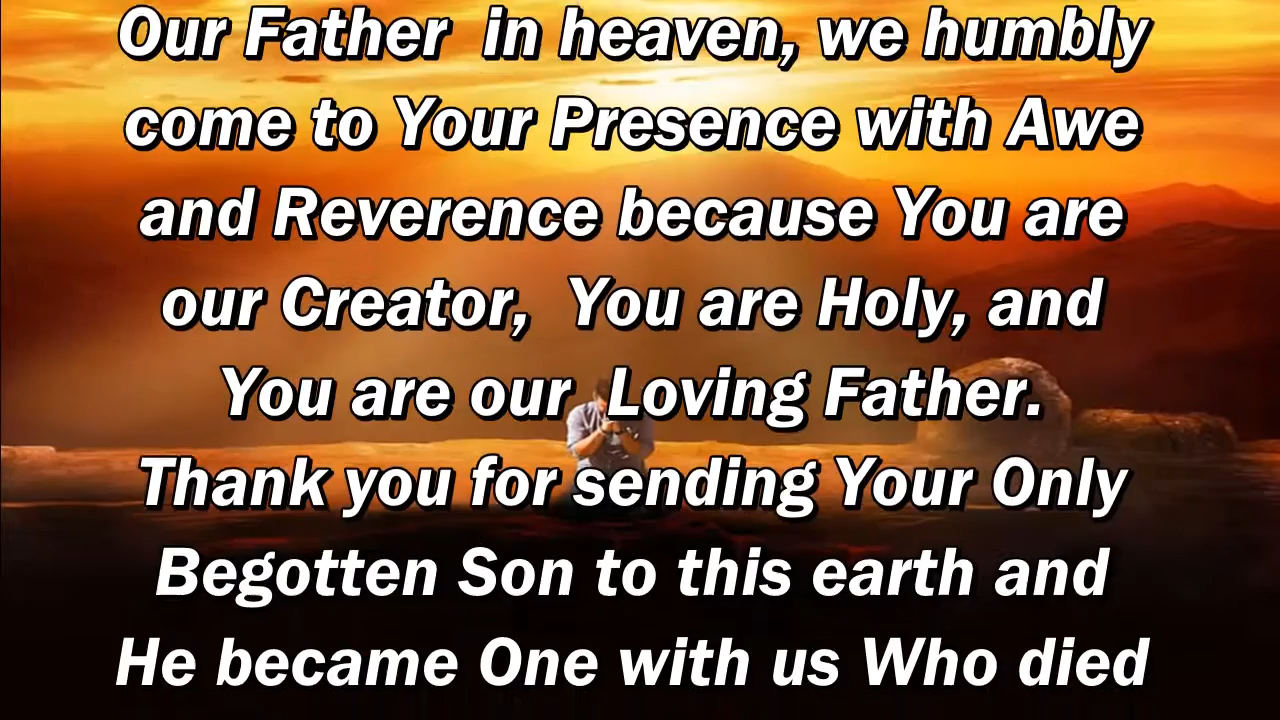 Our Father  in heaven, we humbly
come to Your Presence with Awe
and Reverence because You are
our Creator,  You are Holy, and
You are our  Loving Father.
Thank you for sending Your Only
Begotten Son to this earth and
He became One with us Who died